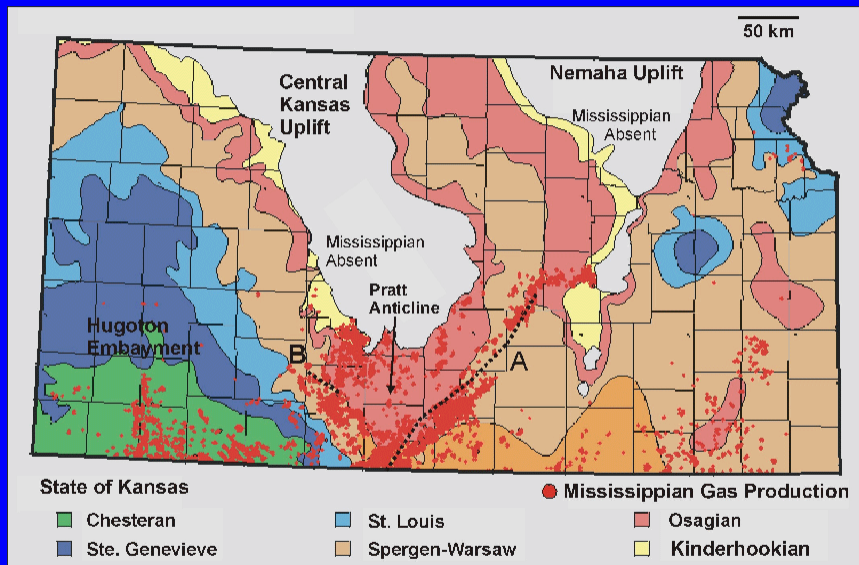 50 km
Central
Kansas
Uplift
Nemaha Uplift
Mississippian
Absent
Mississippian
Absent
Pratt
Anticline
Hugoton
Embayment
B
A
State of Kansas
Mississippian Gas Production
Chesteran
St. Louis
Osagian
Ste. Genevieve
Spergen-Warsaw
Kinderhookian